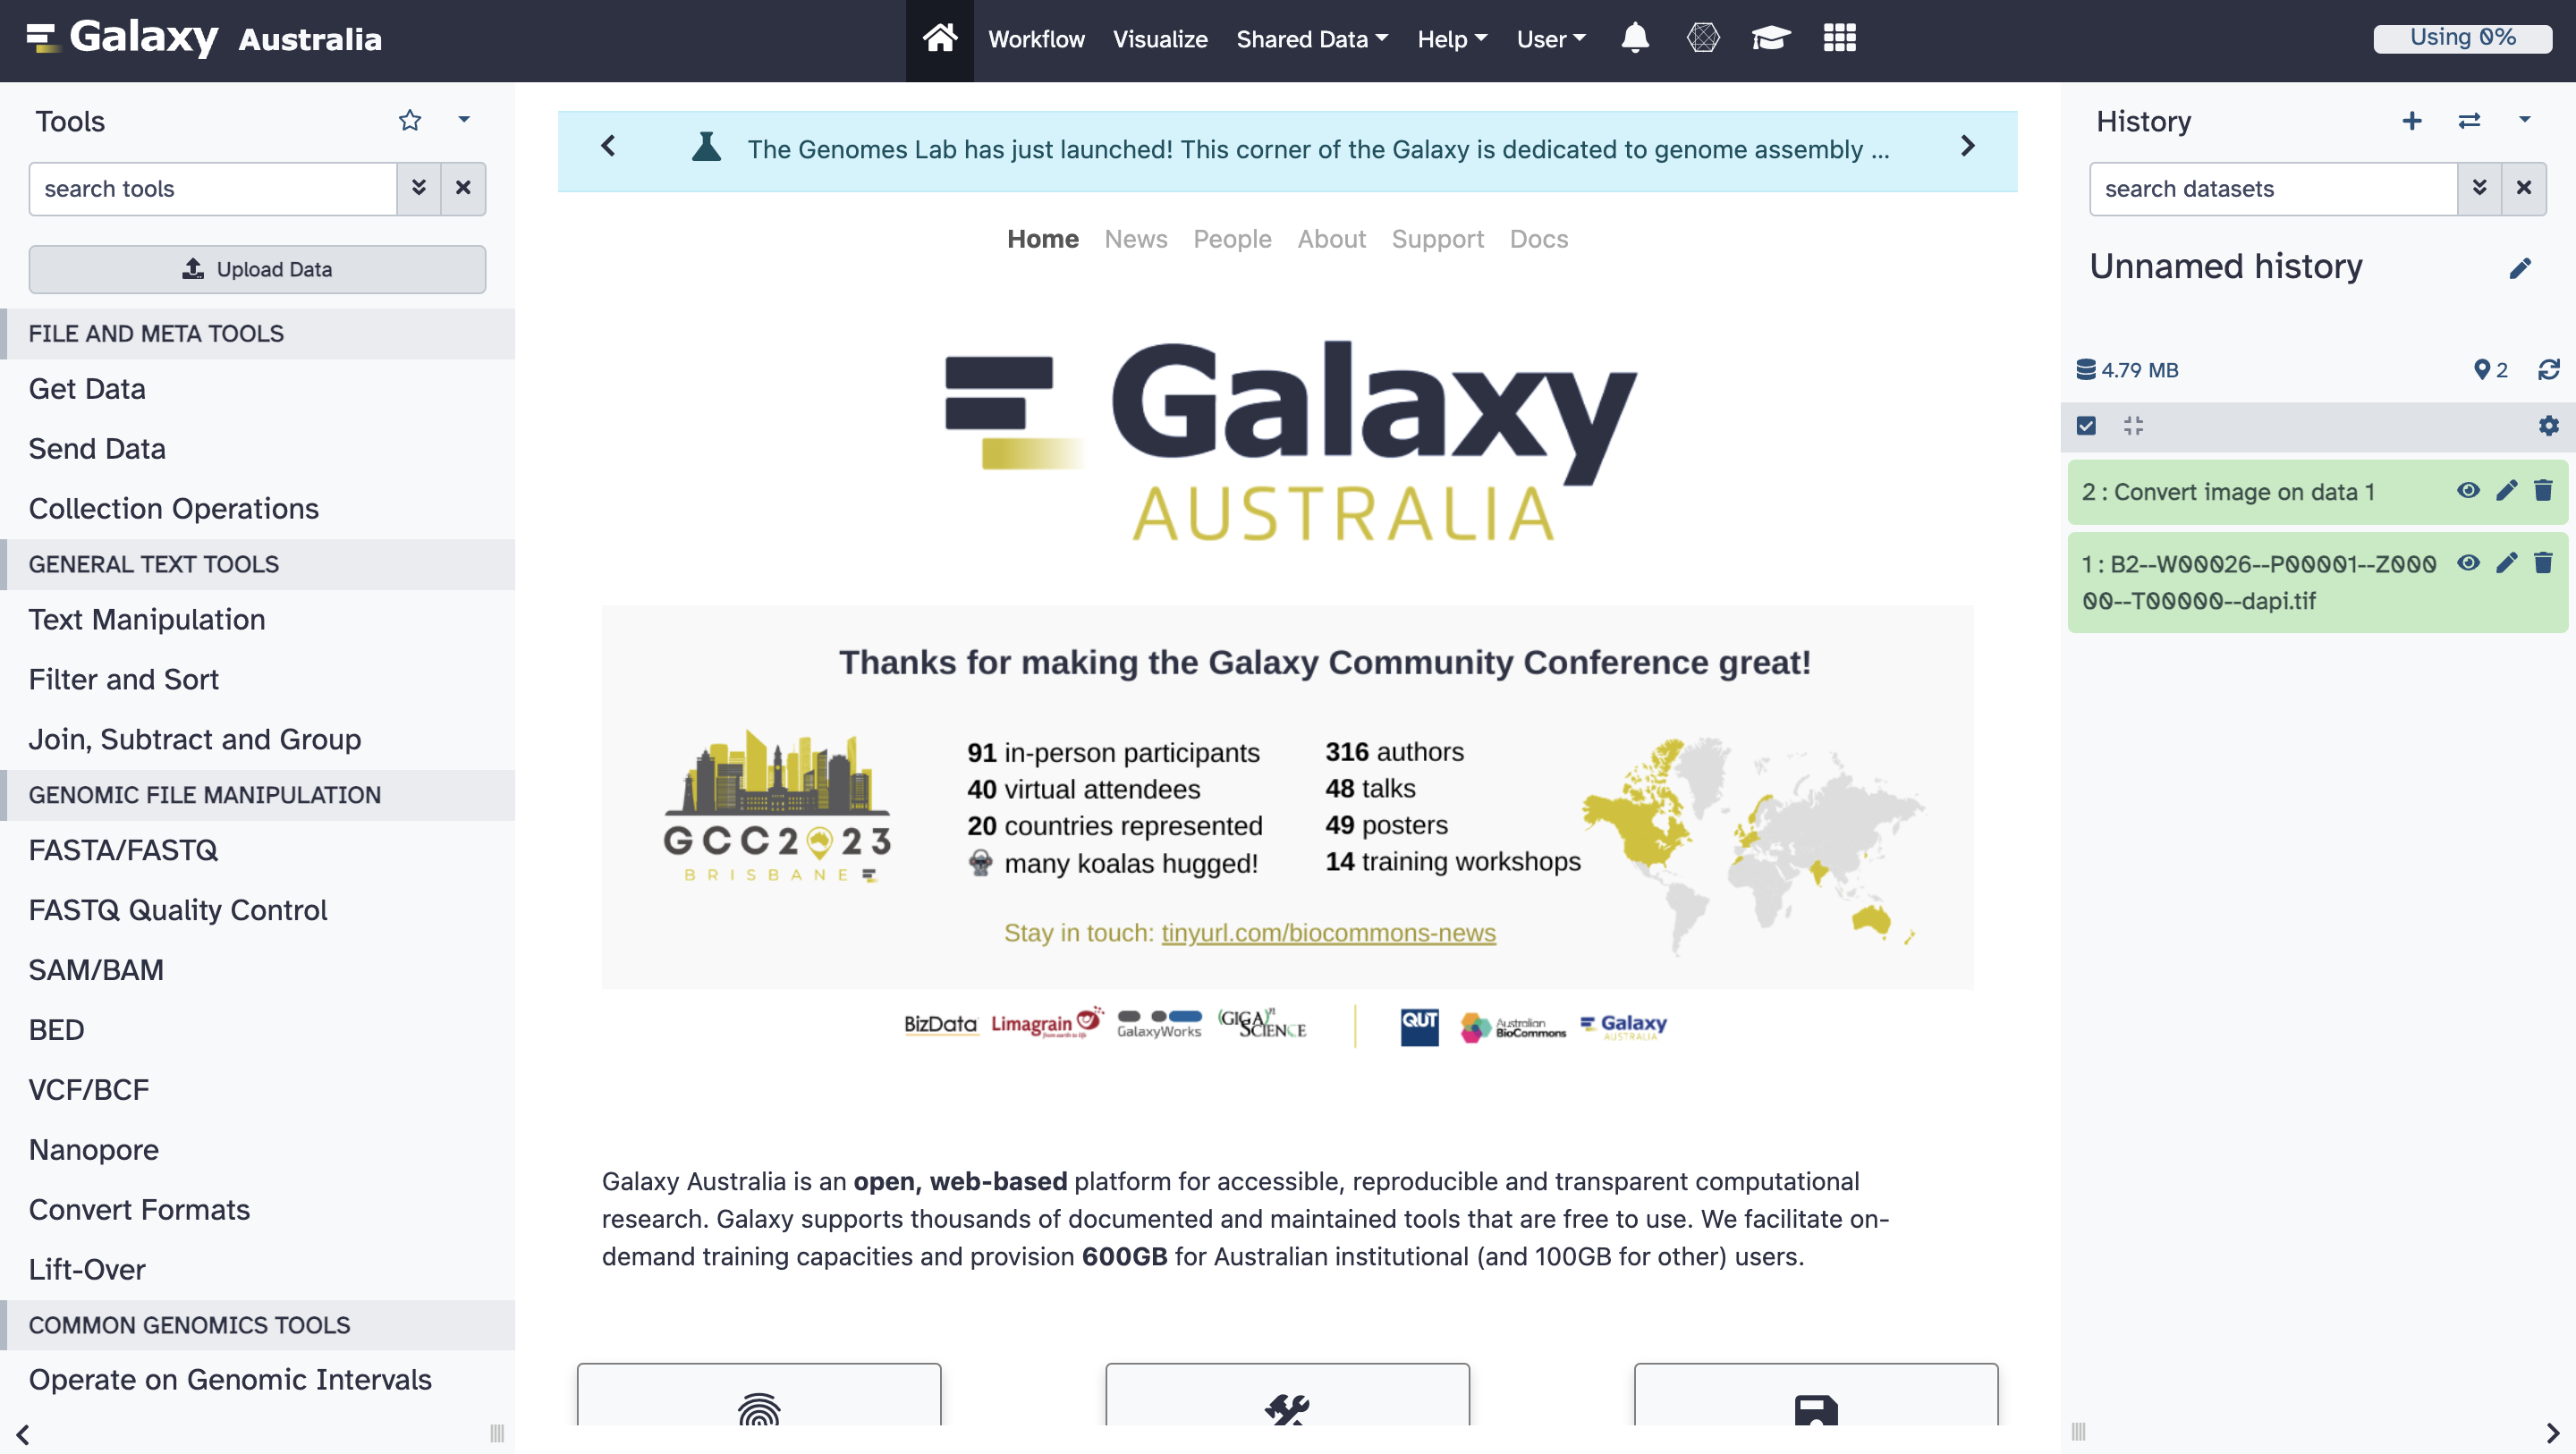 Galaxy Australia
Workflow
Visualize
Shared Data
Help
User
Using 0%
Tools
search tools
Upload Data
FILE AND META TOOLS
Get Data
Send Data
Collection Operations
GENERAL TEXT TOOLS
Text Manipulation
Filter and Sort
Join, Subtract and Group
GENOMIC FILE MANIPULATION
FASTA/FASTQ
FASTQ Quality Control
SAM/BAM
BED
VCF/BCF
Nanopore
Convert Formats
Lift-Over
COMMON GENOMICS TOOLS
Operate on Genomic Intervals
The Genomes Lab has just launched! This corner of the Galaxy is dedicated to genome assembly ...
Home News People About Support Docs
Galaxy
AUSTRALIA
Thanks for making the Galaxy Community Conference great!
GCC2023
BRISBANE
91 in-person participants
40 virtual attendees
20 countries represented
many koalas hugged!
316 authors
48 talks
49 posters
14 training workshops
Stay in touch: tinyurl.com/biocommons-news
BizData
Limagrain
from earth to life
GalaxyWorks
(GIGA)n
SCIENCE
QUT
Australian
BioCommons
Galaxy
AUSTRALIA
Galaxy Australia is an open, web-based platform for accessible, reproducible and transparent computational
research. Galaxy supports thousands of documented and maintained tools that are free to use. We facilitate on-
demand training capacities and provision 600GB for Australian institutional (and 100GB for other) users.
History
search datasets
Unnamed history
4.79 MB
2
2 : Convert image on data 1
1 : B2--W00026--P00001--Z000
00--T00000--dapi.tif